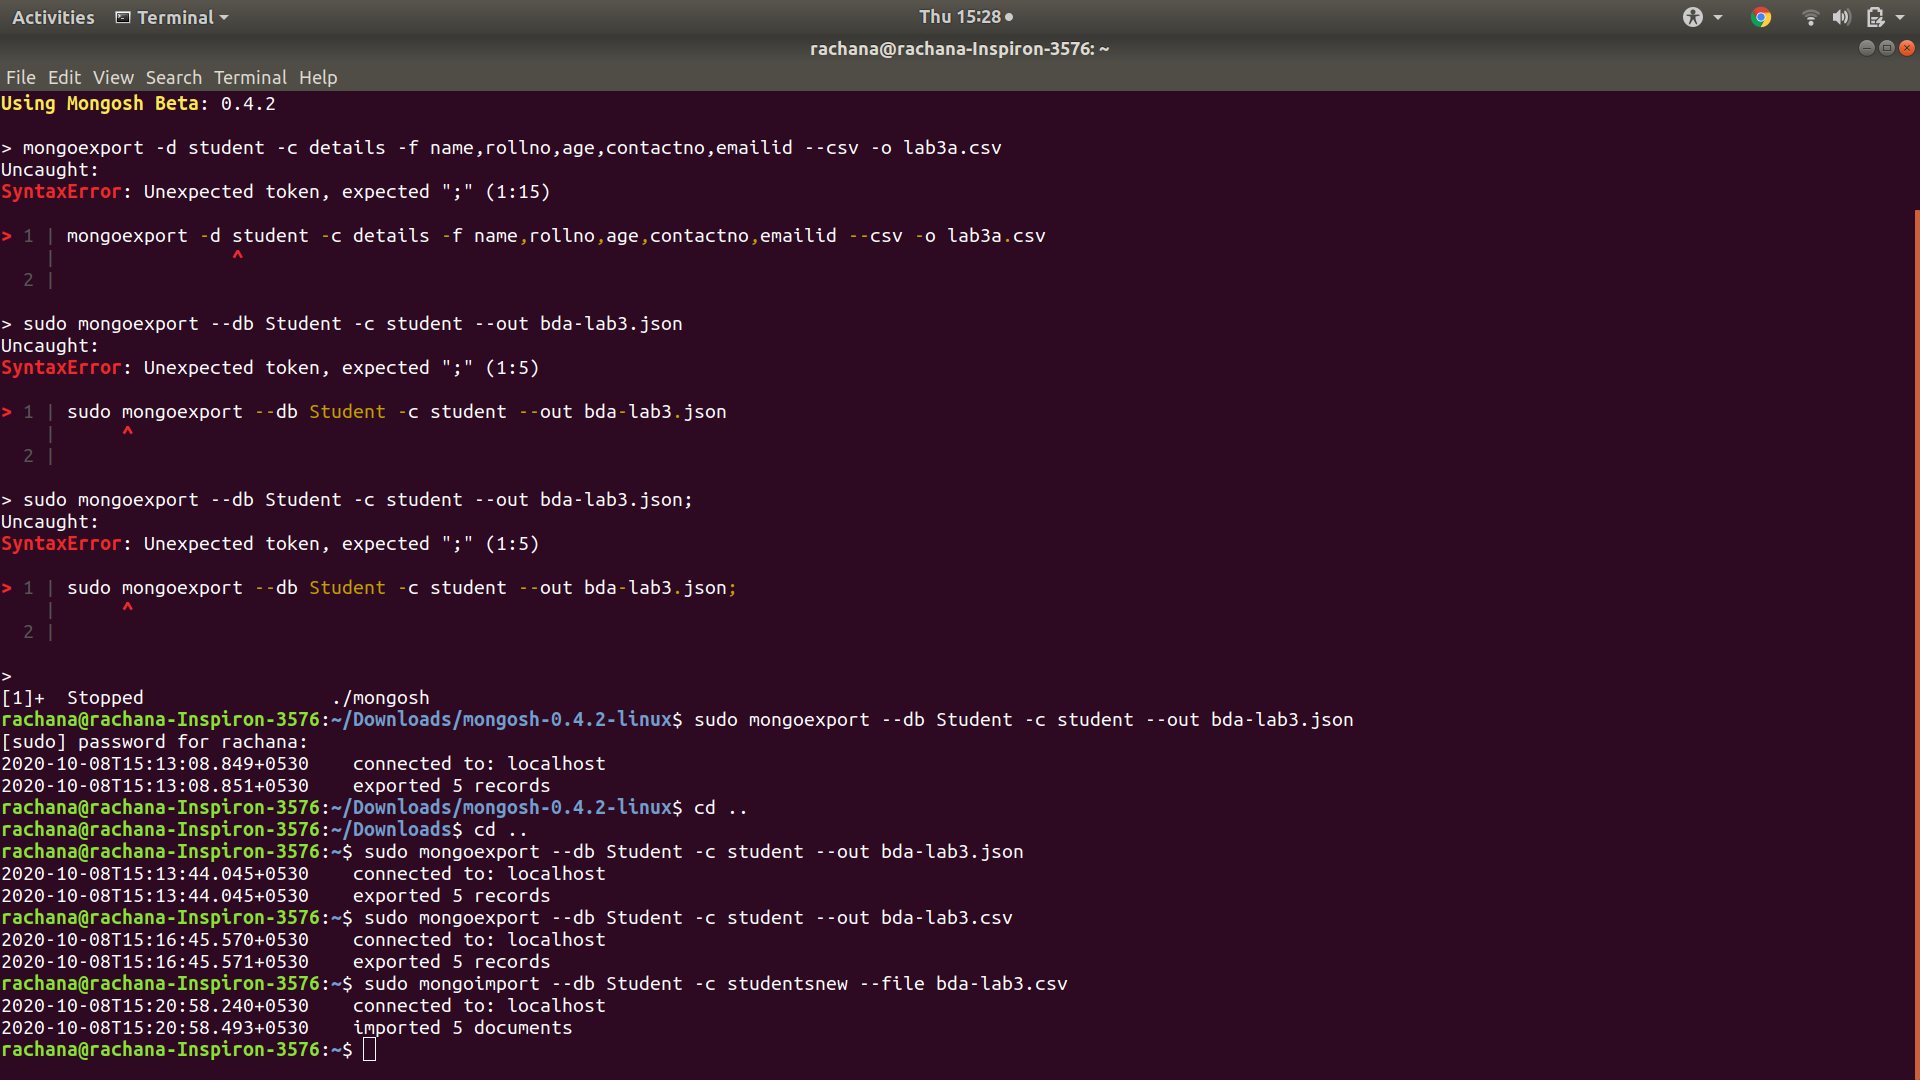 Activities Terminal Thu 15:28
rachana@rachana-Inspiron-3576: ~
File Edit View Search Terminal Help
Using Mongosh Beta: 0.4.2
> mongoexport -d student -c details -f name,rollno,age,contactno,emailid --csv -o lab3a.csv
Uncaught:
SyntaxError: Unexpected token, expected ";" (1:15)
> 1 | mongoexport -d student -c details -f name,rollno,age,contactno,emailid --csv -o lab3a.csv
    |                ^
  2 |
> sudo mongoexport --db Student -c student --out bda-lab3.json
Uncaught:
SyntaxError: Unexpected token, expected ";" (1:5)
> 1 | sudo mongoexport --db Student -c student --out bda-lab3.json
    |      ^
  2 |
> sudo mongoexport --db Student -c student --out bda-lab3.json;
Uncaught:
SyntaxError: Unexpected token, expected ";" (1:5)
> 1 | sudo mongoexport --db Student -c student --out bda-lab3.json;
    |      ^
  2 |
>
[1]+  Stopped                 ./mongosh
rachana@rachana-Inspiron-3576:~/Downloads/mongosh-0.4.2-linux$ sudo mongoexport --db Student -c student --out bda-lab3.json
[sudo] password for rachana:
2020-10-08T15:13:08.849+0530    connected to: localhost
2020-10-08T15:13:08.851+0530    exported 5 records
rachana@rachana-Inspiron-3576:~/Downloads/mongosh-0.4.2-linux$ cd ..
rachana@rachana-Inspiron-3576:~/Downloads$ cd ..
rachana@rachana-Inspiron-3576:~$ sudo mongoexport --db Student -c student --out bda-lab3.json
2020-10-08T15:13:44.045+0530    connected to: localhost
2020-10-08T15:13:44.045+0530    exported 5 records
rachana@rachana-Inspiron-3576:~$ sudo mongoexport --db Student -c student --out bda-lab3.csv
2020-10-08T15:16:45.570+0530    connected to: localhost
2020-10-08T15:16:45.571+0530    exported 5 records
rachana@rachana-Inspiron-3576:~$ sudo mongoimport --db Student -c studentsnew --file bda-lab3.csv
2020-10-08T15:20:58.240+0530    connected to: localhost
2020-10-08T15:20:58.493+0530    imported 5 documents
rachana@rachana-Inspiron-3576:~$